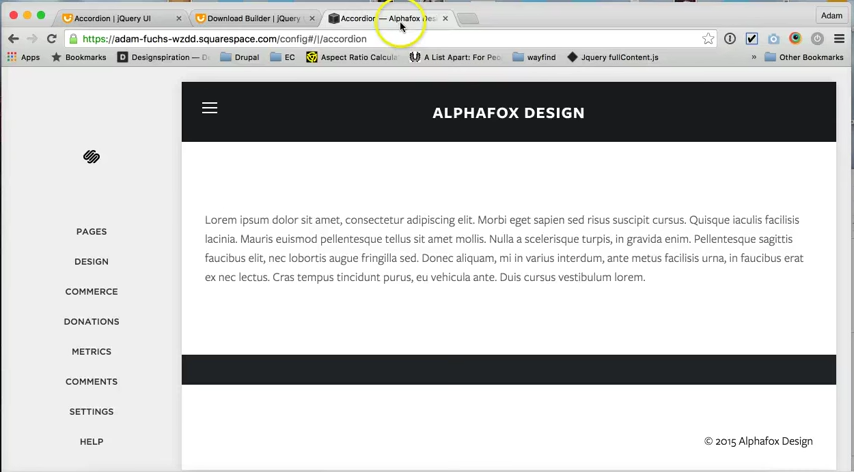 Accordion | jQuery UI
Download Builder | jQuery
Accordion — Alphafox Des
Adam
https://adam-fuchs-wzdd.squarespace.com/config#/|/accordion
Apps
Bookmarks
Designspiration — D
Drupal
EC
Aspect Ratio Calcula
A List Apart: For Peo
wayfind
Jquery fullContent.js
»
Other Bookmarks
ALPHAFOX DESIGN
PAGES
DESIGN
COMMERCE
DONATIONS
METRICS
COMMENTS
SETTINGS
HELP
Lorem ipsum dolor sit amet, consectetur adipiscing elit. Morbi eget sapien sed risus suscipit cursus. Quisque iaculis facilisis
lacinia. Mauris euismod pellentesque tellus sit amet mollis. Nulla a scelerisque turpis, in gravida enim. Pellentesque sagittis
faucibus elit, nec lobortis augue fringilla sed. Donec aliquam, mi in varius interdum, ante metus facilisis urna, in faucibus erat
ex nec lectus. Cras tempus tincidunt purus, eu vehicula ante. Duis cursus vestibulum lorem.
© 2015 Alphafox Design